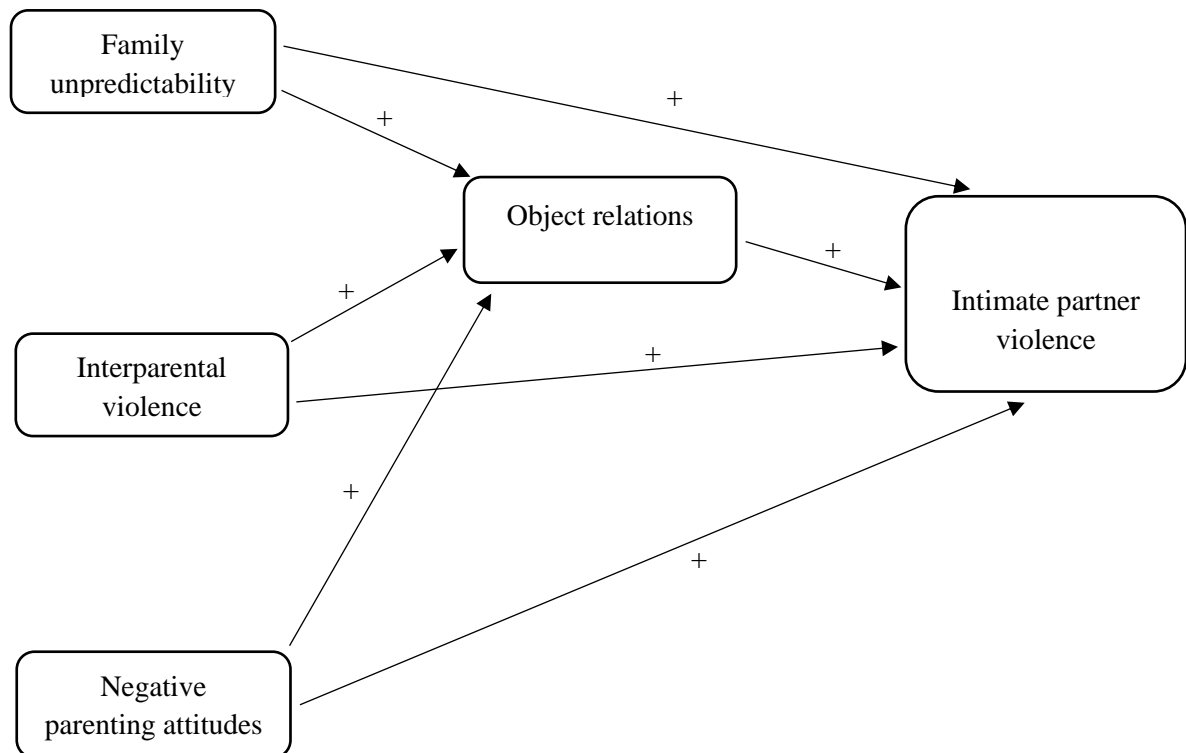 Family
unpredictability
+
+
Object relations
+
+
Intimate partner
violence
+
Interparental
violence
+
+
Negative
parenting attitudes